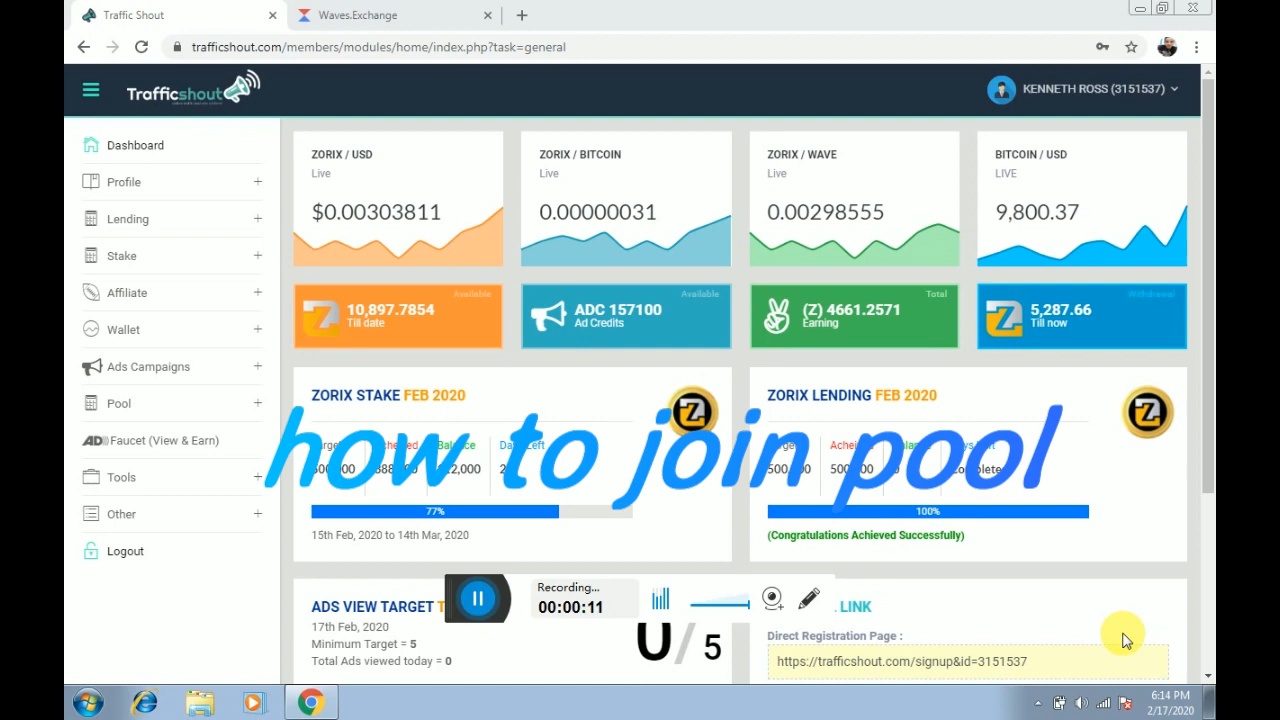 Traffic Shout
Waves.Exchange
trafficshout.com/members/modules/home/index.php?task=general
Trafficshout
KENNETH ROSS (3151537)
Dashboard
Profile
Lending
Stake
Affiliate
Wallet
Ads Campaigns
Pool
AD Faucet (View & Earn)
Tools
Other
Logout
ZORIX / USD
Live
$0.00303811
ZORIX / BITCOIN
Live
0.00000031
ZORIX / WAVE
Live
0.00298555
BITCOIN / USD
LIVE
9,800.37
Available
10,897.7854
Till date
Available
ADC 157100
Ad Credits
Total
(Z) 4661.2571
Earning
Withdrawal
5,287.66
Till now
ZORIX STAKE FEB 2020
77%
15th Feb, 2020 to 14th Mar, 2020
ZORIX LENDING FEB 2020
500,000
100%
(Congratulations Achieved Successfully)
how to join pool
ADS VIEW TARGET
17th Feb, 2020
Minimum Target = 5
Total Ads viewed today = 0
0/5
Recording...
00:00:11
LINK
Direct Registration Page :
https://trafficshout.com/signup&id=3151537
6:14 PM
2/17/2020